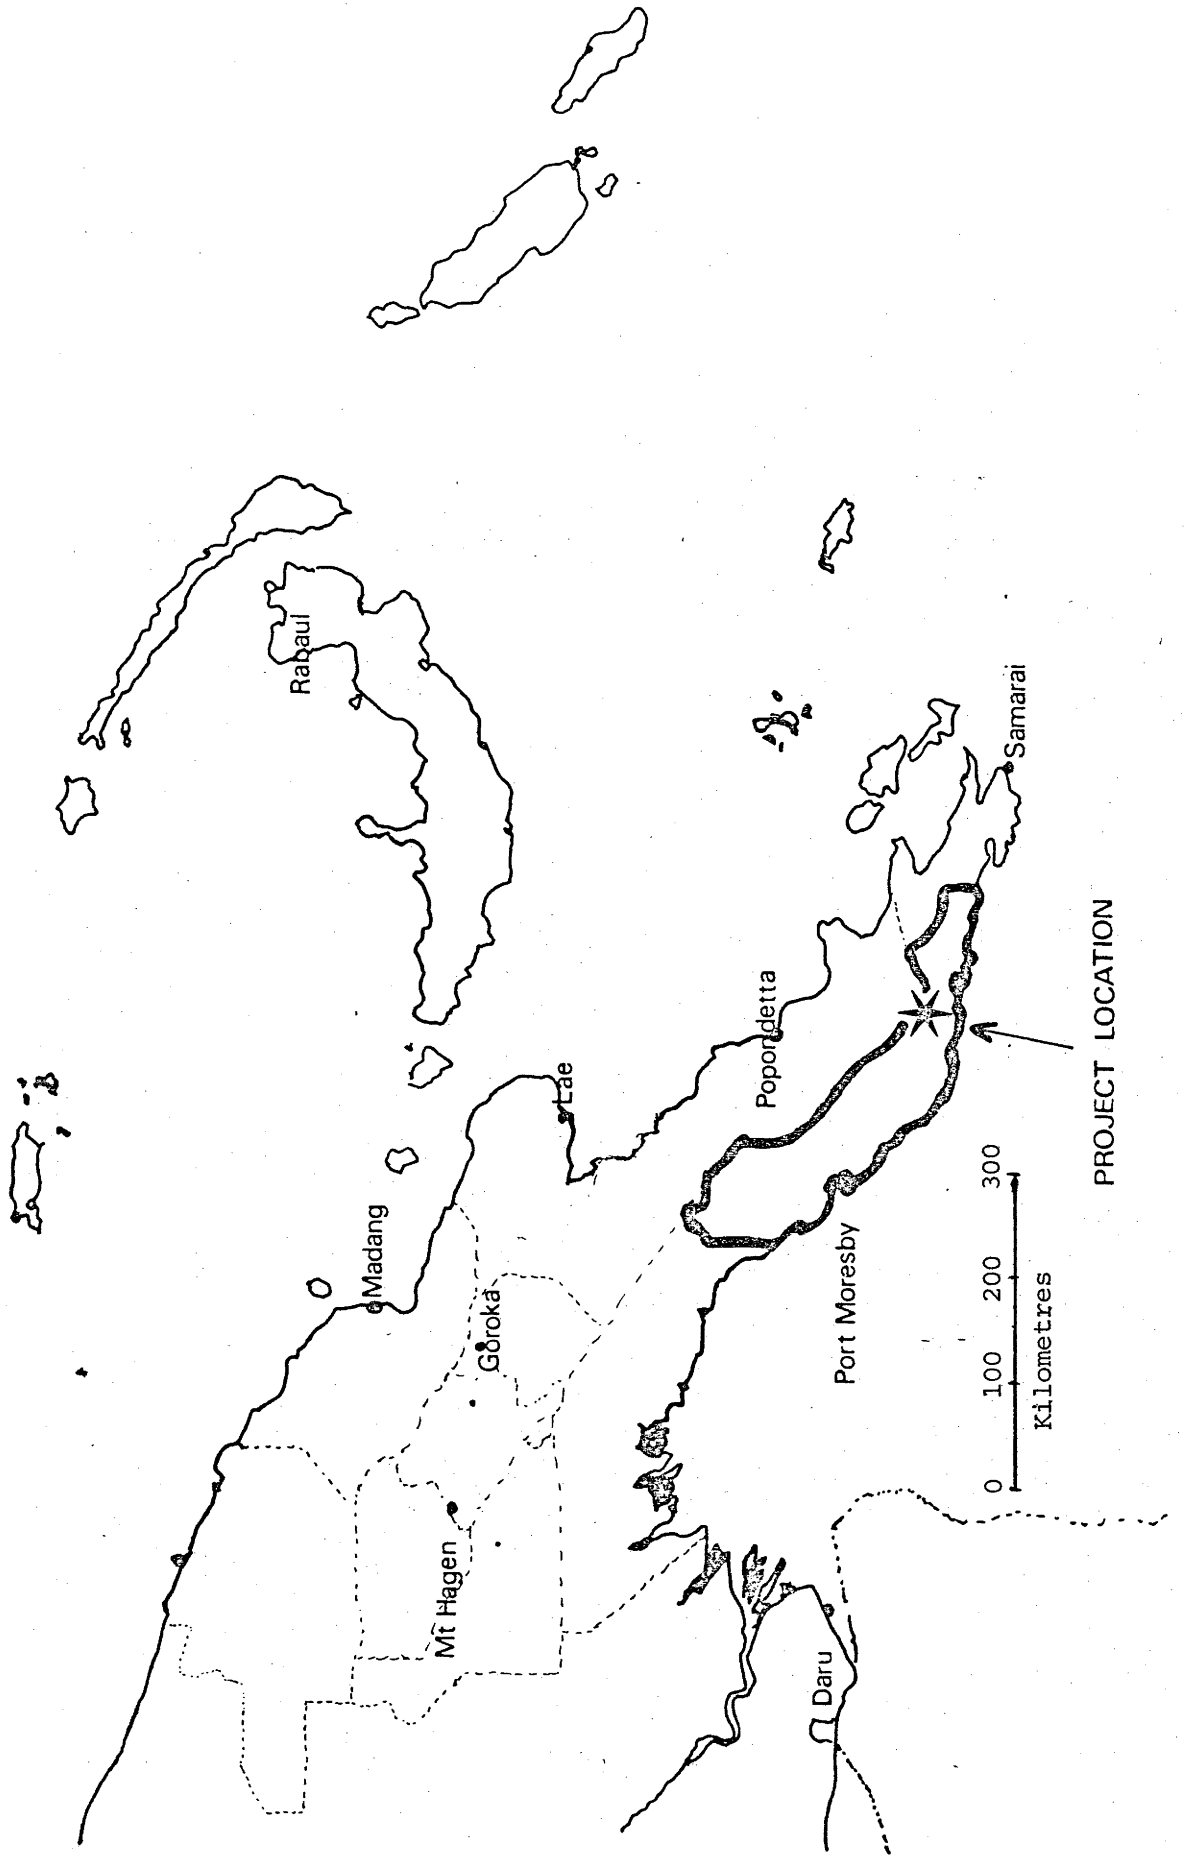 Rabaul
Madang
Lae
Goroka
Mt Hagen
Popondetta
Port Moresby
Daru
Samarai
PROJECT LOCATION
0 100 200 300
Kilometres